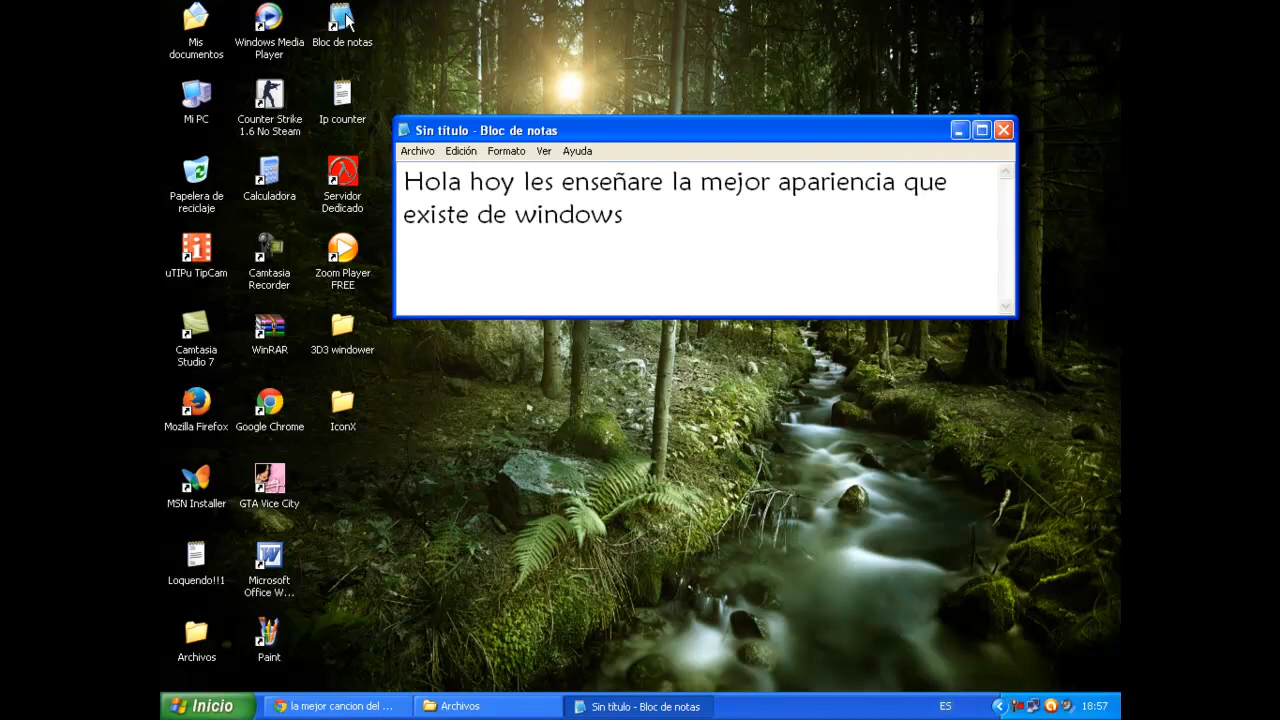 Mis
documentos
Windows Media
Player
Bloc de notas
Mi PC
Counter Strike
1.6 No Steam
Ip counter
Papelera de
reciclaje
Calculadora
Servidor
Dedicado
uTIPu TipCam
Camtasia
Recorder
Zoom Player
FREE
Camtasia
Studio 7
WinRAR
3D3 windower
Mozilla Firefox
Google Chrome
IconX
MSN Installer
GTA Vice City
Loquendo!!1
Microsoft
Office W...
Archivos
Paint
Sin título - Bloc de notas
Archivo Edición Formato Ver Ayuda
Hola hoy les enseñare la mejor apariencia que
existe de windows
Inicio
la mejor cancion del ...
Archivos
Sin título - Bloc de notas
ES
18:57